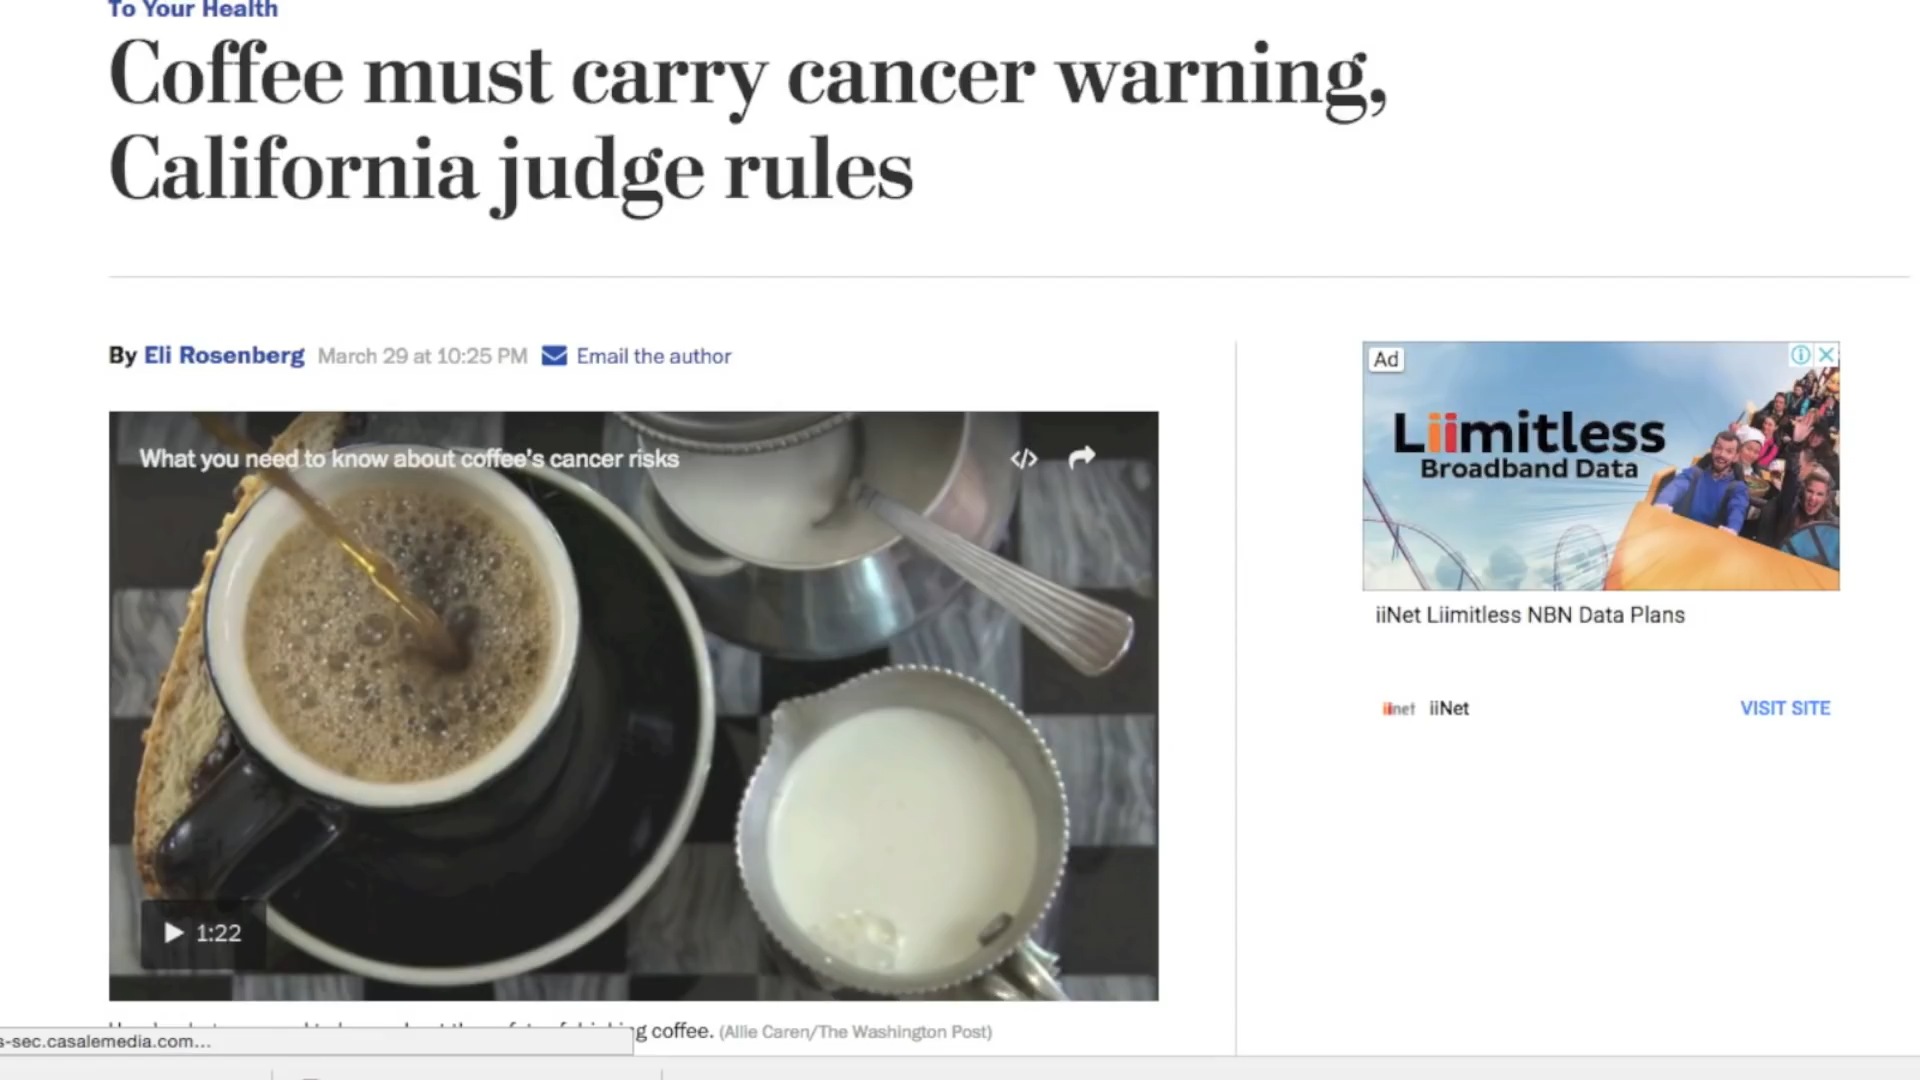 To Your Health
Coffee must carry cancer warning,
California judge rules
By Eli Rosenberg March 29 at 10:25 PM Email the author
What you need to know about coffee's cancer risks
1:22
coffee. (Allie Caren/The Washington Post)
s-sec.casalemedia.com...
Ad
Liimitless
Broadband Data
iiNet Liimitless NBN Data Plans
iinet iiNet VISIT SITE